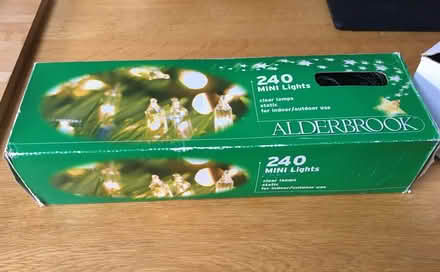 240
MINI Lights
clear lamps
static
for indoor/outdoor use
ALDERBROOK
240
MINI Lights
clear lamps
static
for indoor/outdoor use